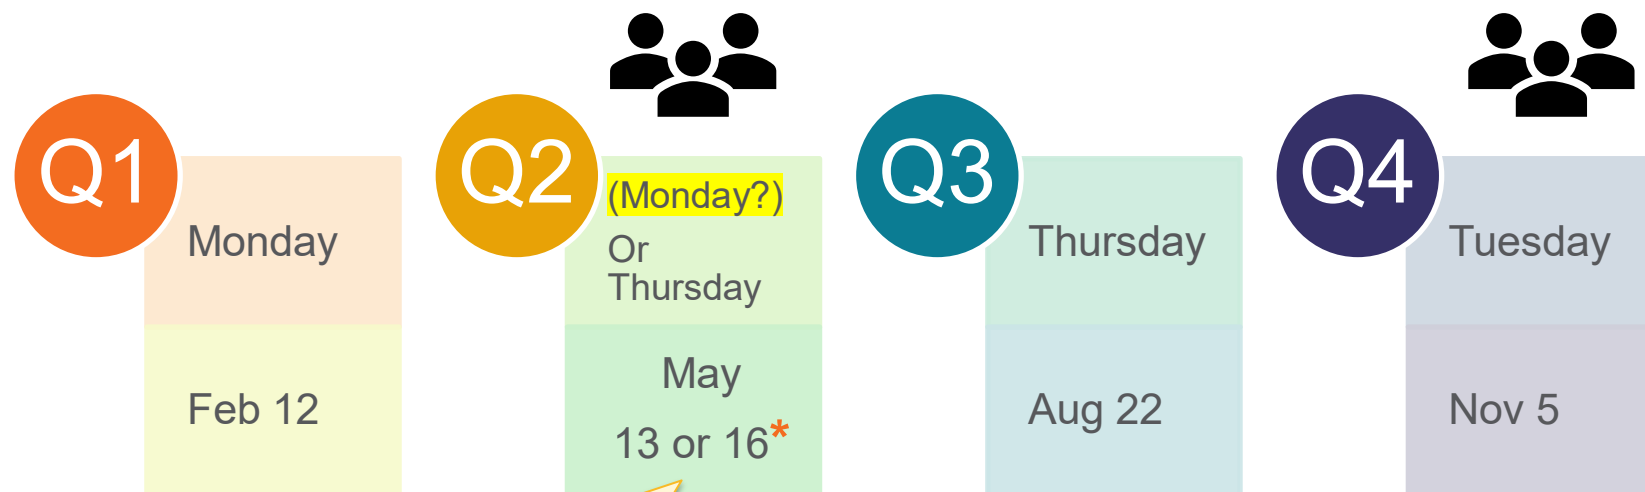 Q1
Monday
Feb 12
Q2
(Monday?)
Or
Thursday
May
13 or 16*
Q3
Thursday
Aug 22
Q4
Tuesday
Nov 5